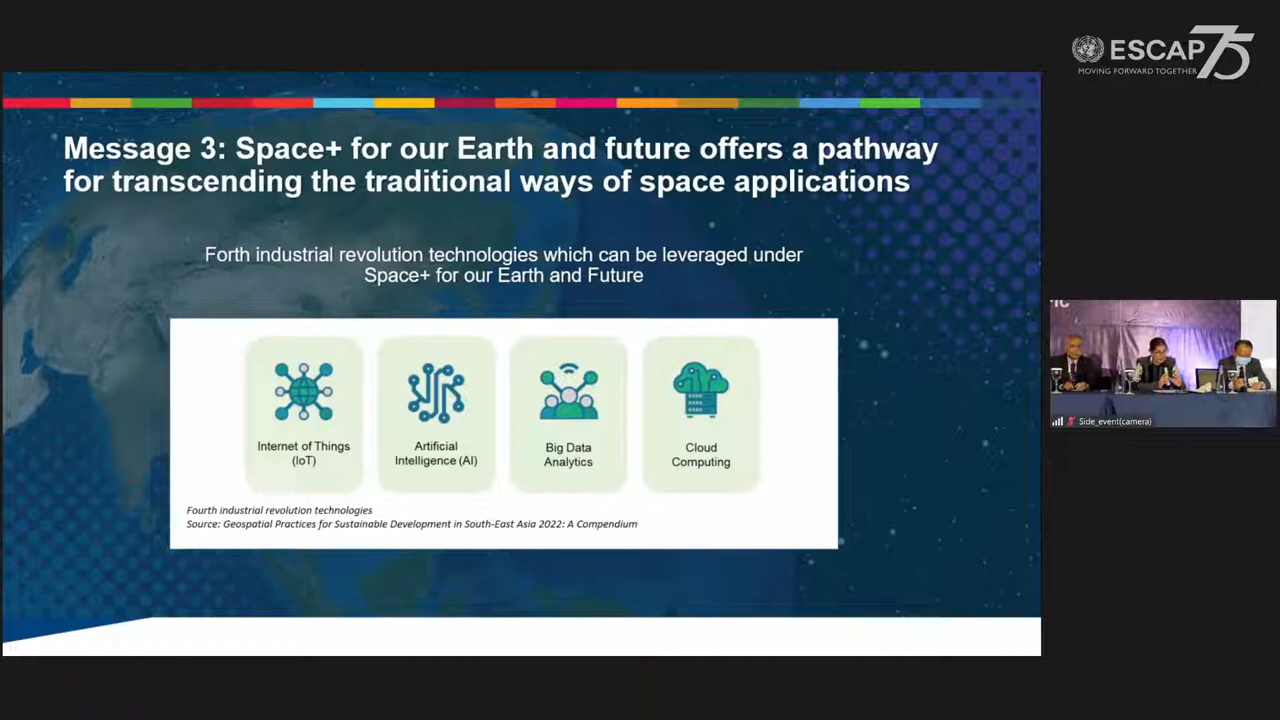 ESCAP 75
MOVING FORWARD TOGETHER
Message 3: Space+ for our Earth and future offers a pathway
for transcending the traditional ways of space applications
Forth industrial revolution technologies which can be leveraged under
Space+ for our Earth and Future
Internet of Things
(IoT)
Artificial
Intelligence (AI)
Big Data
Analytics
Cloud
Computing
Fourth industrial revolution technologies
Source: Geospatial Practices for Sustainable Development in South-East Asia 2022: A Compendium
Side_event(camera)